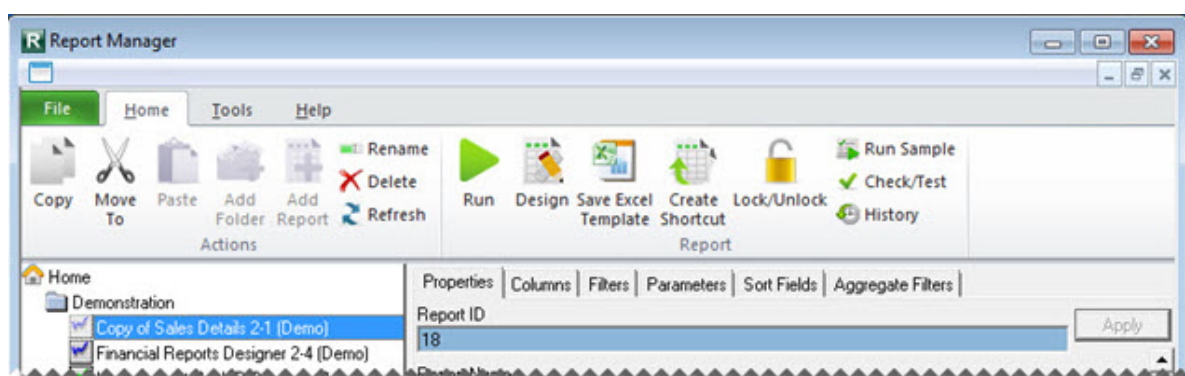 R Report Manager
File Home Tools Help
Copy Move To Paste Add Folder Add Report Rename Delete Refresh Run Design Save Excel Template Create Shortcut Lock/Unlock Run Sample Check/Test History
Actions Report
Home
Demonstration
Copy of Sales Details 2-1 (Demo)
Financial Reports Designer 2-4 (Demo)
Properties Columns Filters Parameters Sort Fields Aggregate Filters
Report ID
18
Apply